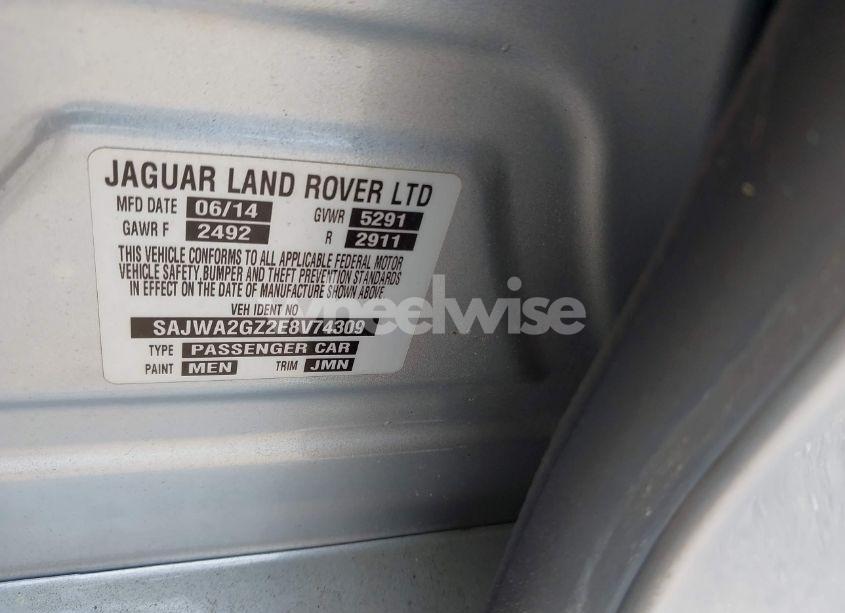 JAGUAR LAND ROVER LTD
MFD DATE 06/14 GVWR 5291
GAWR F 2492 R 2911
THIS VEHICLE CONFORMS TO ALL APPLICABLE FEDERAL MOTOR
VEHICLE SAFETY, BUMPER AND THEFT PREVENTION STANDARDS
IN EFFECT ON THE DATE OF MANUFACTURE SHOWN ABOVE
VEH IDENT NO
SAJWA2GZ2E8V74309
TYPE PASSENGER CAR
PAINT MEN TRIM JMN
wheelwise